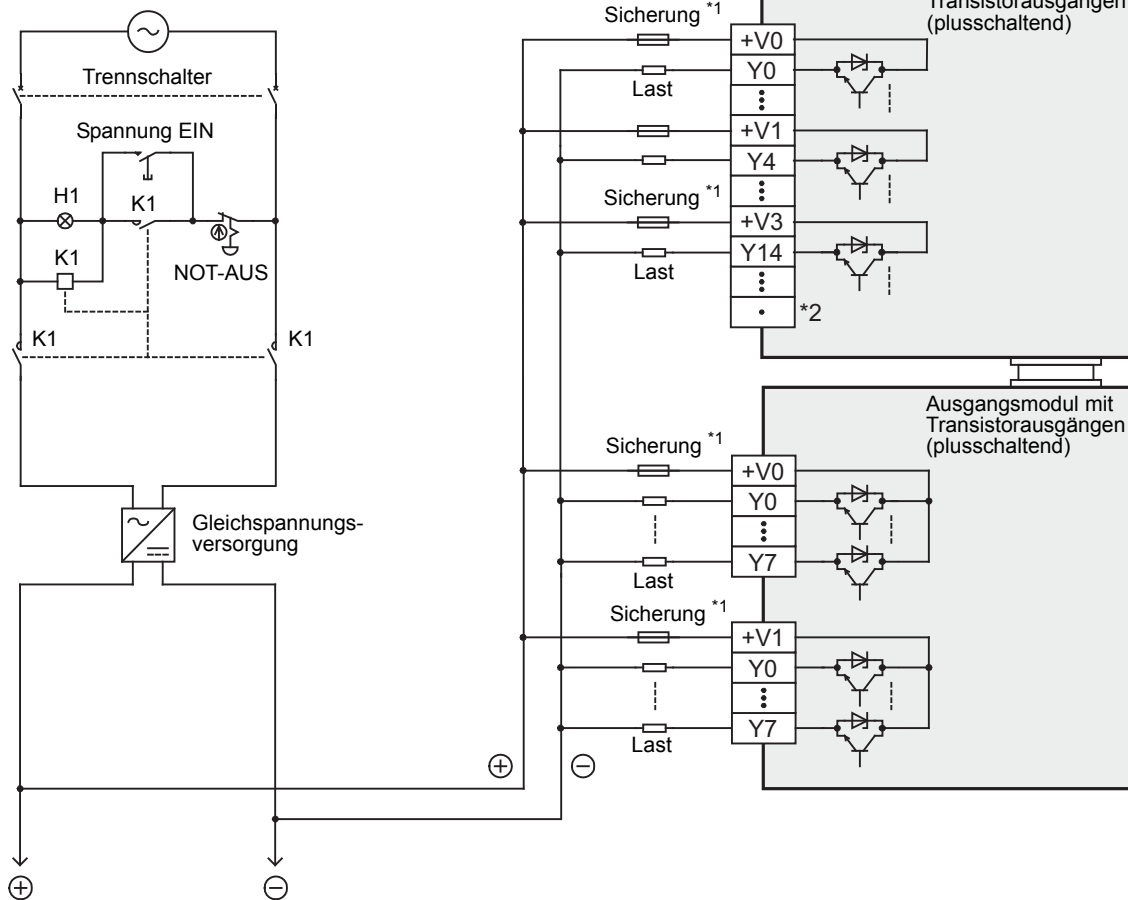 Trennschalter
Spannung EIN
H1
K1
K1
NOT-AUS
K1
K1
Gleichspannungs-
versorgung
Transistorausgängen
(plusschaltend)
Sicherung *1
+V0
Y0
Last
+V1
Y4
Sicherung *1
+V3
Y14
Last
*2
Ausgangsmodul mit
Transistorausgängen
(plusschaltend)
Sicherung *1
+V0
Y0
Y7
Last
Sicherung *1
+V1
Y0
Y7
Last
+
−
+
−